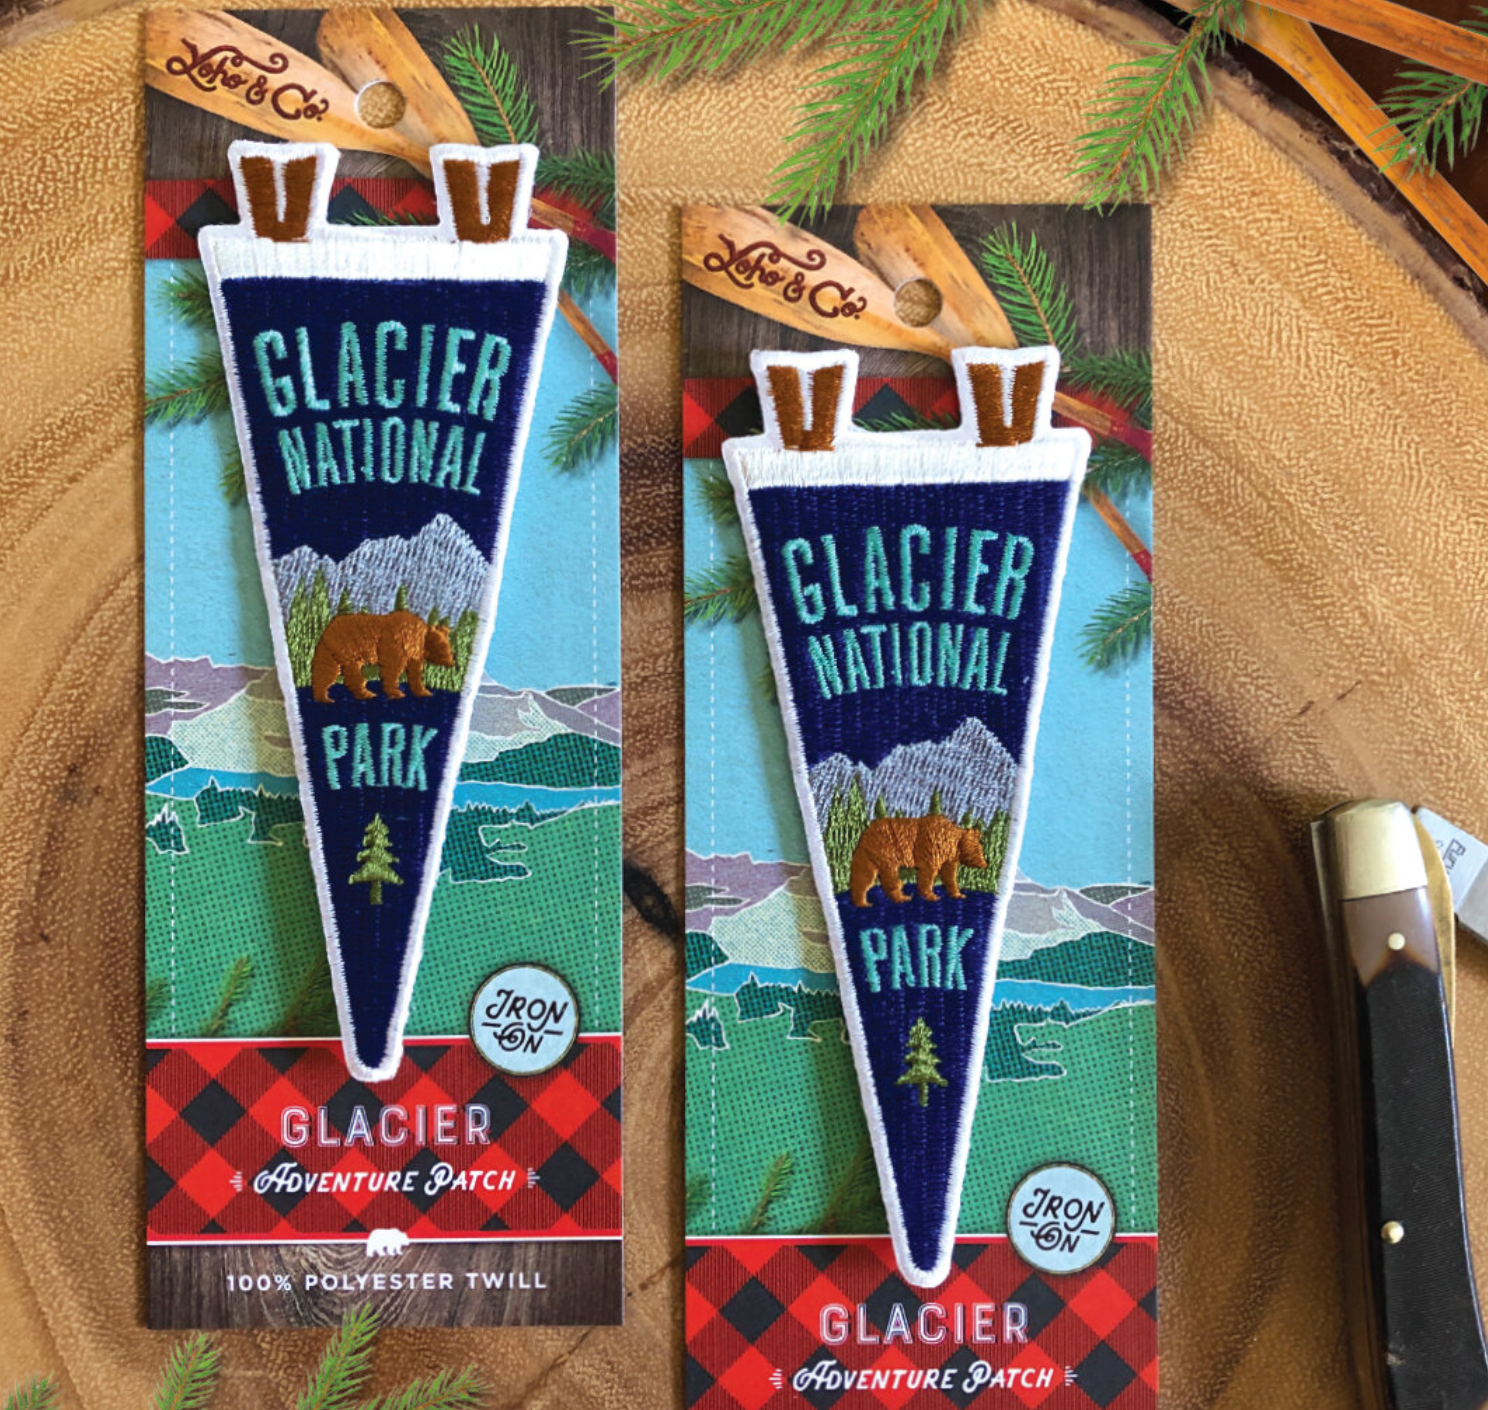 Yoho & Co.
GLACIER
NATIONAL
PARK
IRON
ON
GLACIER
ADVENTURE PATCH
100% POLYESTER TWILL
Yoho & Co.
GLACIER
NATIONAL
PARK
IRON
ON
GLACIER
ADVENTURE PATCH